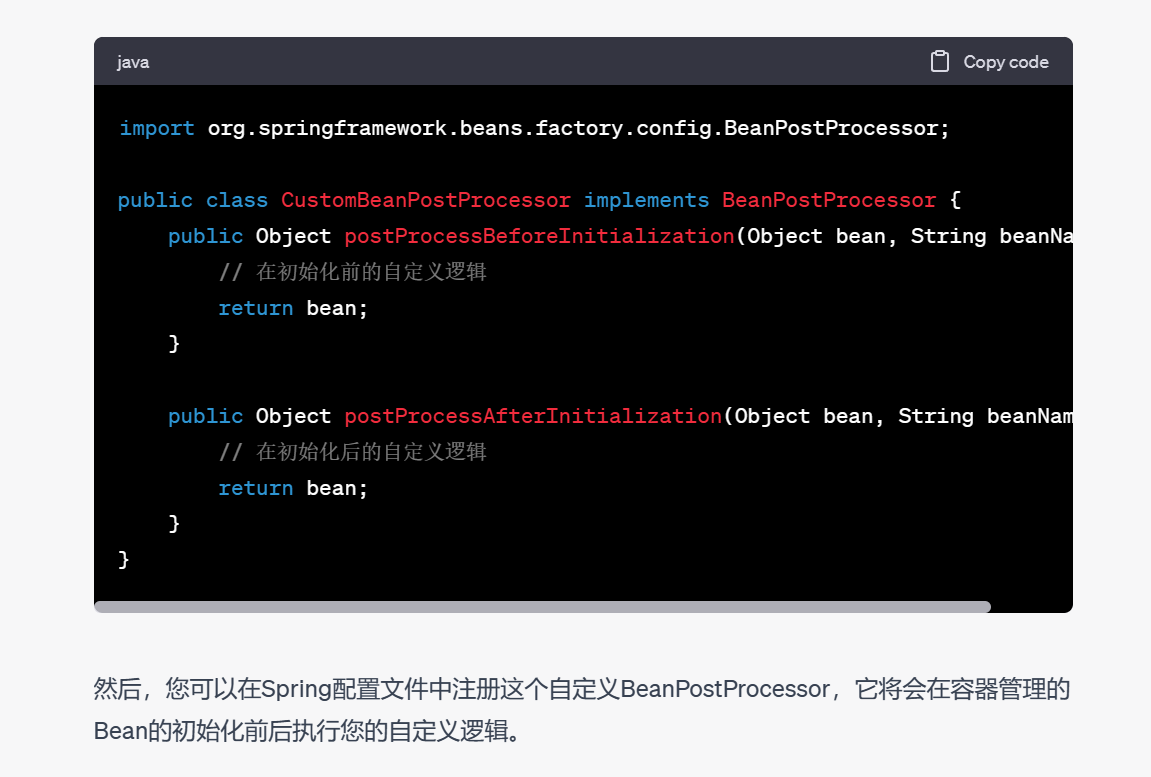 java
Copy code
import org.springframework.beans.factory.config.BeanPostProcessor;
public class CustomBeanPostProcessor implements BeanPostProcessor {
public Object postProcessBeforeInitialization(Object bean, String beanNa
// 在初始化前的自定义逻辑
return bean;
}
public Object postProcessAfterInitialization(Object bean, String beanNam
// 在初始化后的自定义逻辑
return bean;
}
}
然后，您可以在Spring配置文件中注册这个自定义BeanPostProcessor，它将会在容器管理的
Bean的初始化前后执行您的自定义逻辑。